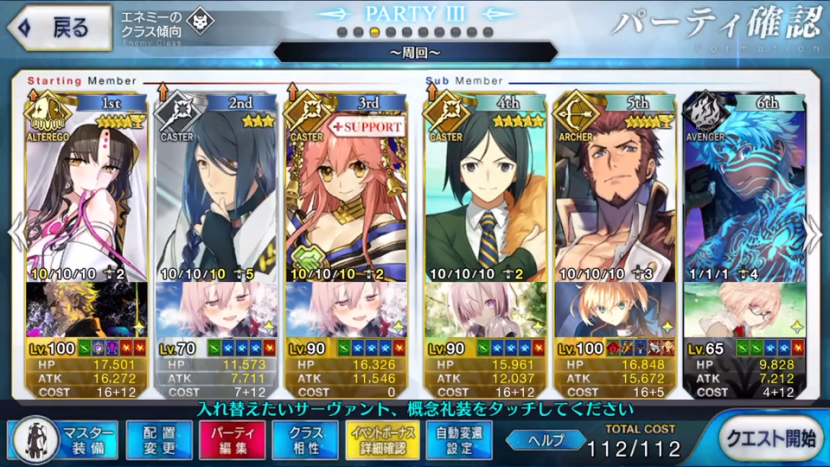 戻る
エネミーの
クラス傾向
Enemy Class
PARTY III
～周回～
パーティ確認
Formation
Starting Member
Sub Member
1st
2nd
3rd
4th
5th
6th
ALTEREGO
CASTER
CASTER
+SUPPORT
CASTER
ARCHER
AVENGER
10/10/10 2
10/10/10 5
10/10/10 2
10/10/10 2
10/10/10 3
1/1/1 4
Lv.100
Lv.70
Lv.90
Lv.90
Lv.100
Lv.65
HP 17,501
HP 11,573
HP 16,326
HP 15,961
HP 16,848
HP 9,828
ATK 16,272
ATK 7,711
ATK 11,546
ATK 12,037
ATK 15,672
ATK 7,212
COST 16+12
COST 7+12
COST 0
COST 16+12
COST 16+12
COST 4+12
入れ替えたいサーヴァント、概念礼装をタッチしてください
マスター
装備
配置
変更
パーティ
編集
クラス
相性
イベントボーナス
詳細確認
自動変還
設定
ヘルプ
TOTAL COST
112/112
クエスト開始